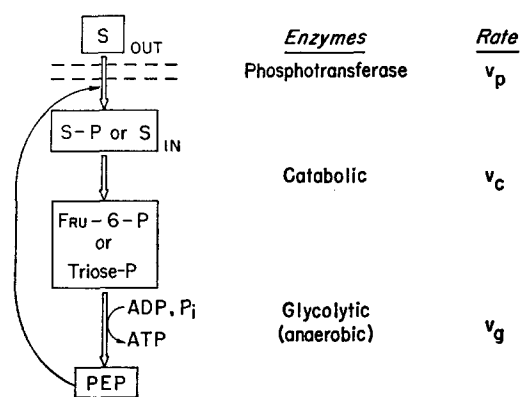 Enzymes Rate
S OUT
Phosphotransferase vp
S-P or S IN
Catabolic vc
FRU-6-P
or
Triose-P
ADP, Pi
Glycolytic
(anaerobic) vg
ATP
PEP